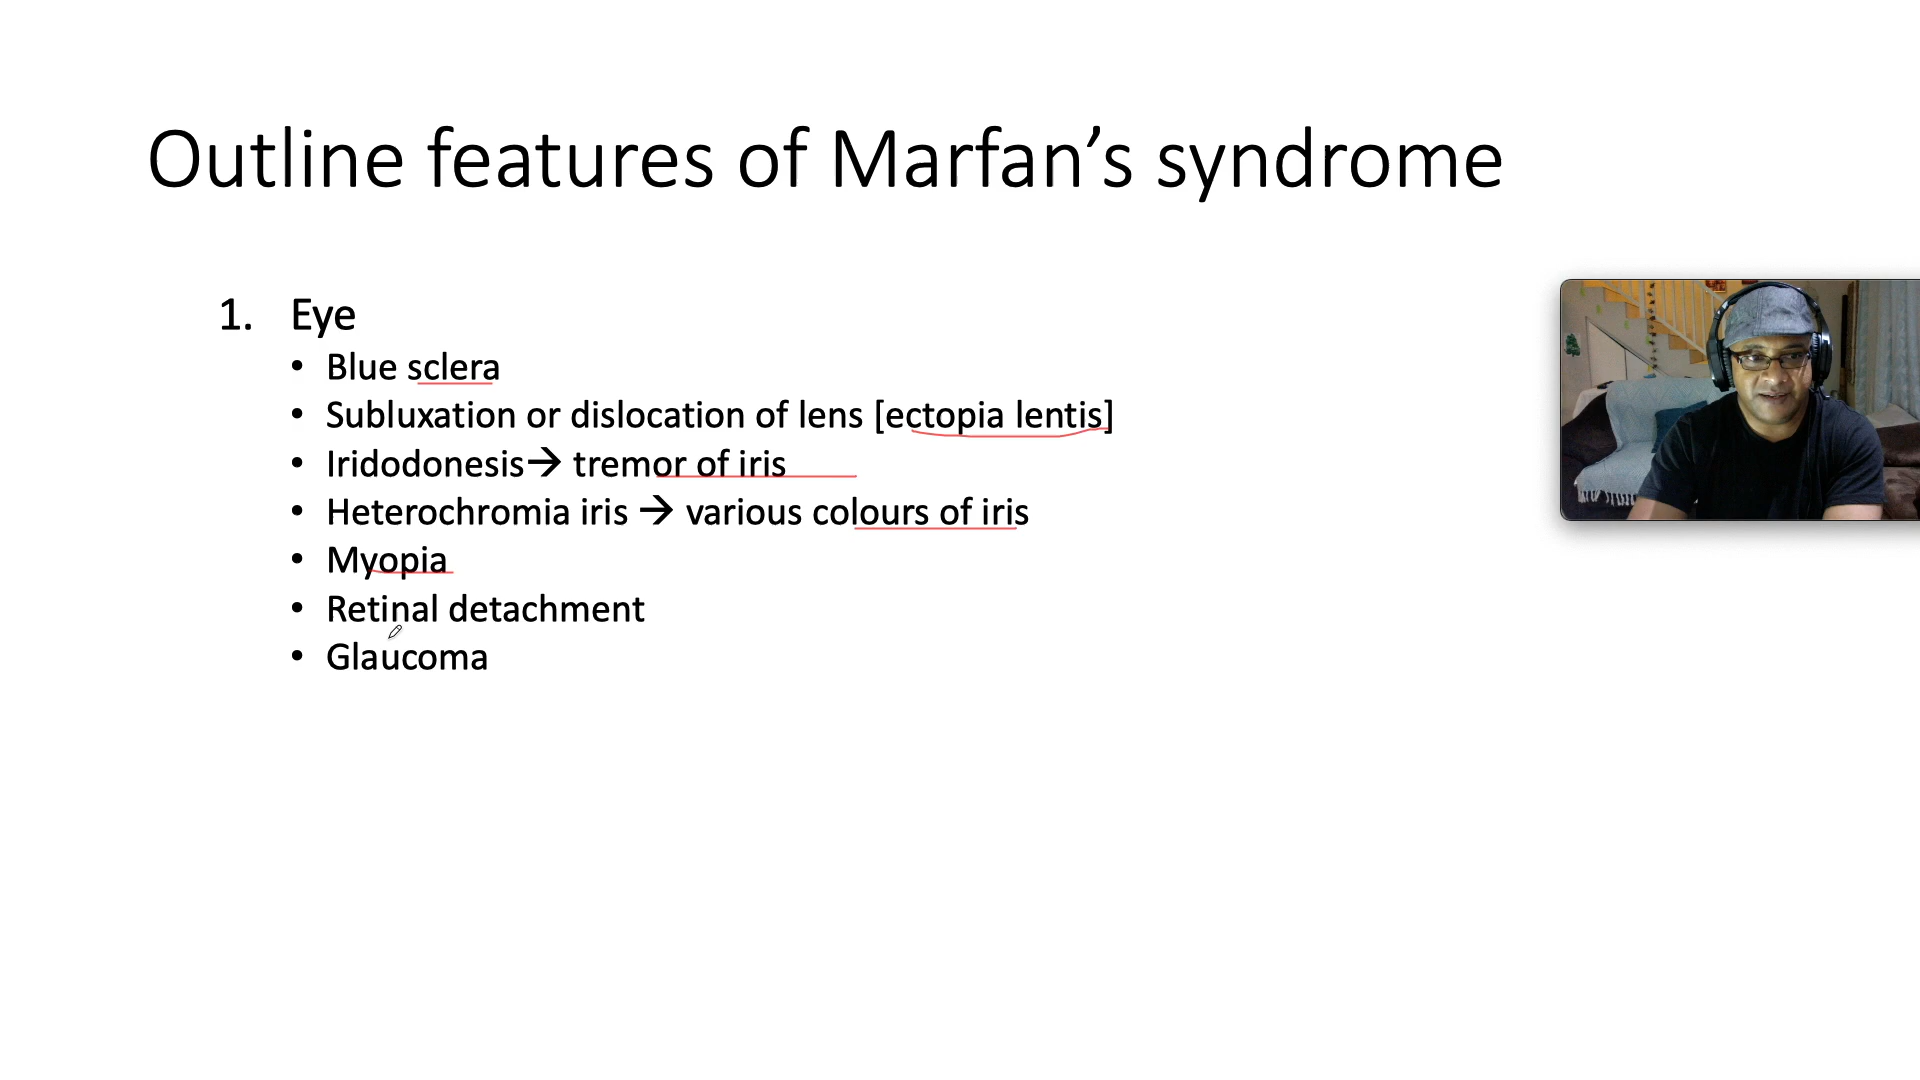 Outline features of Marfan’s syndrome
1. Eye
• Blue sclera
• Subluxation or dislocation of lens [ectopia lentis]
• Iridodonesis→ tremor of iris
• Heterochromia iris → various colours of iris
• Myopia
• Retinal detachment
• Glaucoma